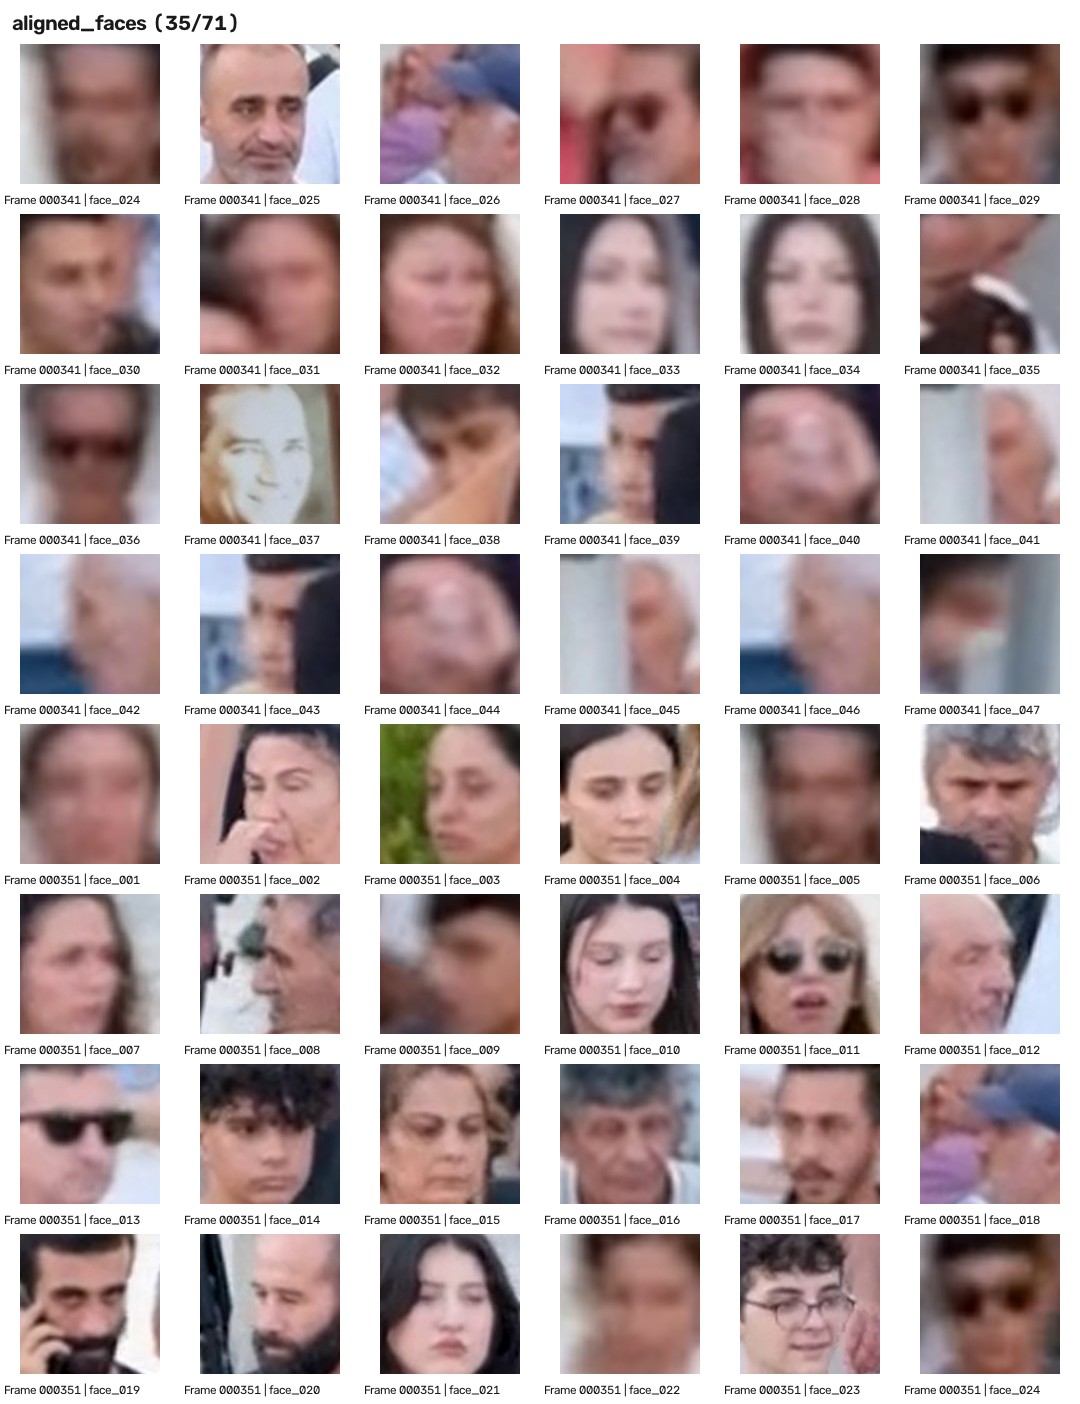 aligned_faces (35/71)
Frame 000341 | face_024
Frame 000341 | face_025
Frame 000341 | face_026
Frame 000341 | face_027
Frame 000341 | face_028
Frame 000341 | face_029
Frame 000341 | face_030
Frame 000341 | face_031
Frame 000341 | face_032
Frame 000341 | face_033
Frame 000341 | face_034
Frame 000341 | face_035
Frame 000341 | face_036
Frame 000341 | face_037
Frame 000341 | face_038
Frame 000341 | face_039
Frame 000341 | face_040
Frame 000341 | face_041
Frame 000341 | face_042
Frame 000341 | face_043
Frame 000341 | face_044
Frame 000341 | face_045
Frame 000341 | face_046
Frame 000341 | face_047
Frame 000351 | face_001
Frame 000351 | face_002
Frame 000351 | face_003
Frame 000351 | face_004
Frame 000351 | face_005
Frame 000351 | face_006
Frame 000351 | face_007
Frame 000351 | face_008
Frame 000351 | face_009
Frame 000351 | face_010
Frame 000351 | face_011
Frame 000351 | face_012
Frame 000351 | face_013
Frame 000351 | face_014
Frame 000351 | face_015
Frame 000351 | face_016
Frame 000351 | face_017
Frame 000351 | face_018
Frame 000351 | face_019
Frame 000351 | face_020
Frame 000351 | face_021
Frame 000351 | face_022
Frame 000351 | face_023
Frame 000351 | face_024